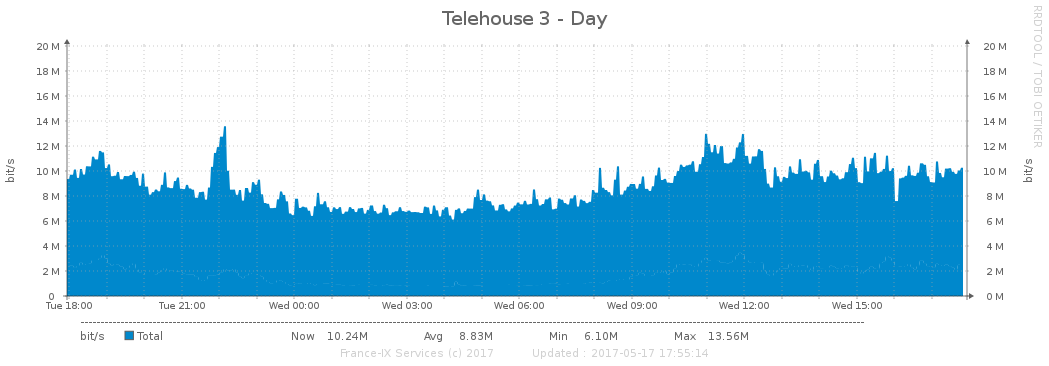 Telehouse 3 - Day
RRDTOOL / TOBI OETIKER
bit/s
bit/s
20 M 20 M
18 M 18 M
16 M 16 M
14 M 14 M
12 M 12 M
10 M 10 M
8 M 8 M
6 M 6 M
4 M 4 M
2 M 2 M
0 0 M
Tue 18:00 Tue 21:00 Wed 00:00 Wed 03:00 Wed 06:00 Wed 09:00 Wed 12:00 Wed 15:00
bit/s Total Now 10.24M Avg 8.83M Min 6.10M Max 13.56M
France-IX Services (c) 2017 Updated : 2017-05-17 17:55:14